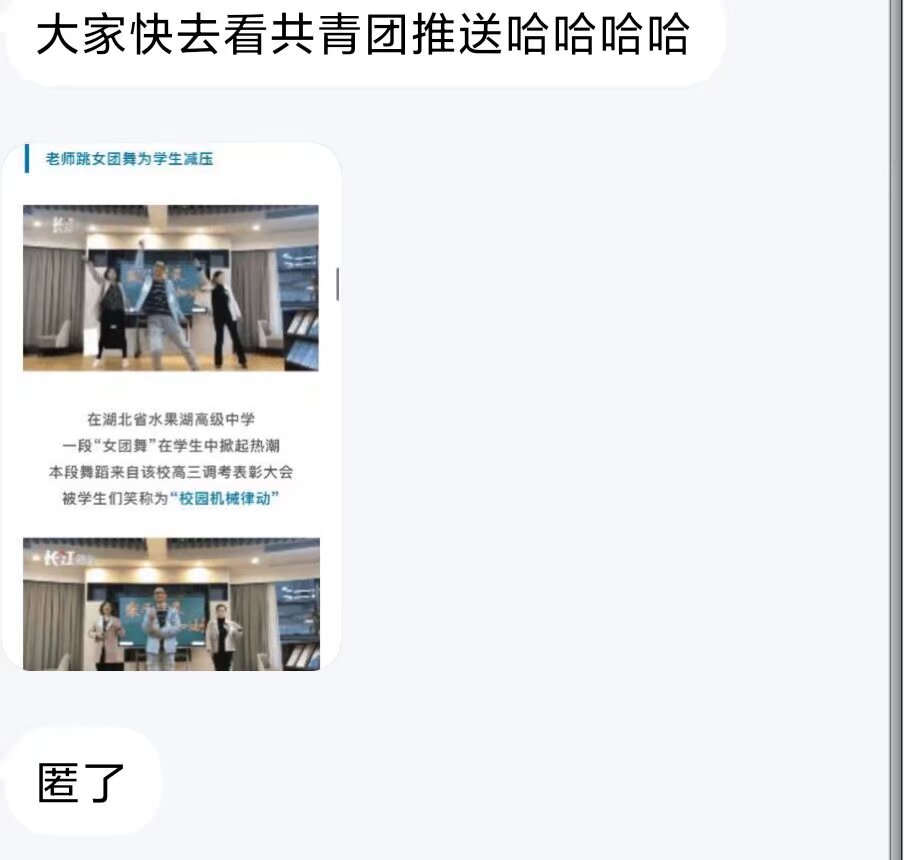 大家快去看共青团推送哈哈哈哈
老师跳女团舞为学生减压
在湖北省水果湖高级中学
一段“女团舞”在学生中掀起热潮
本段舞蹈来自该校高三调考表彰大会
被学生们笑称为“校园机械律动”
长江
匿了